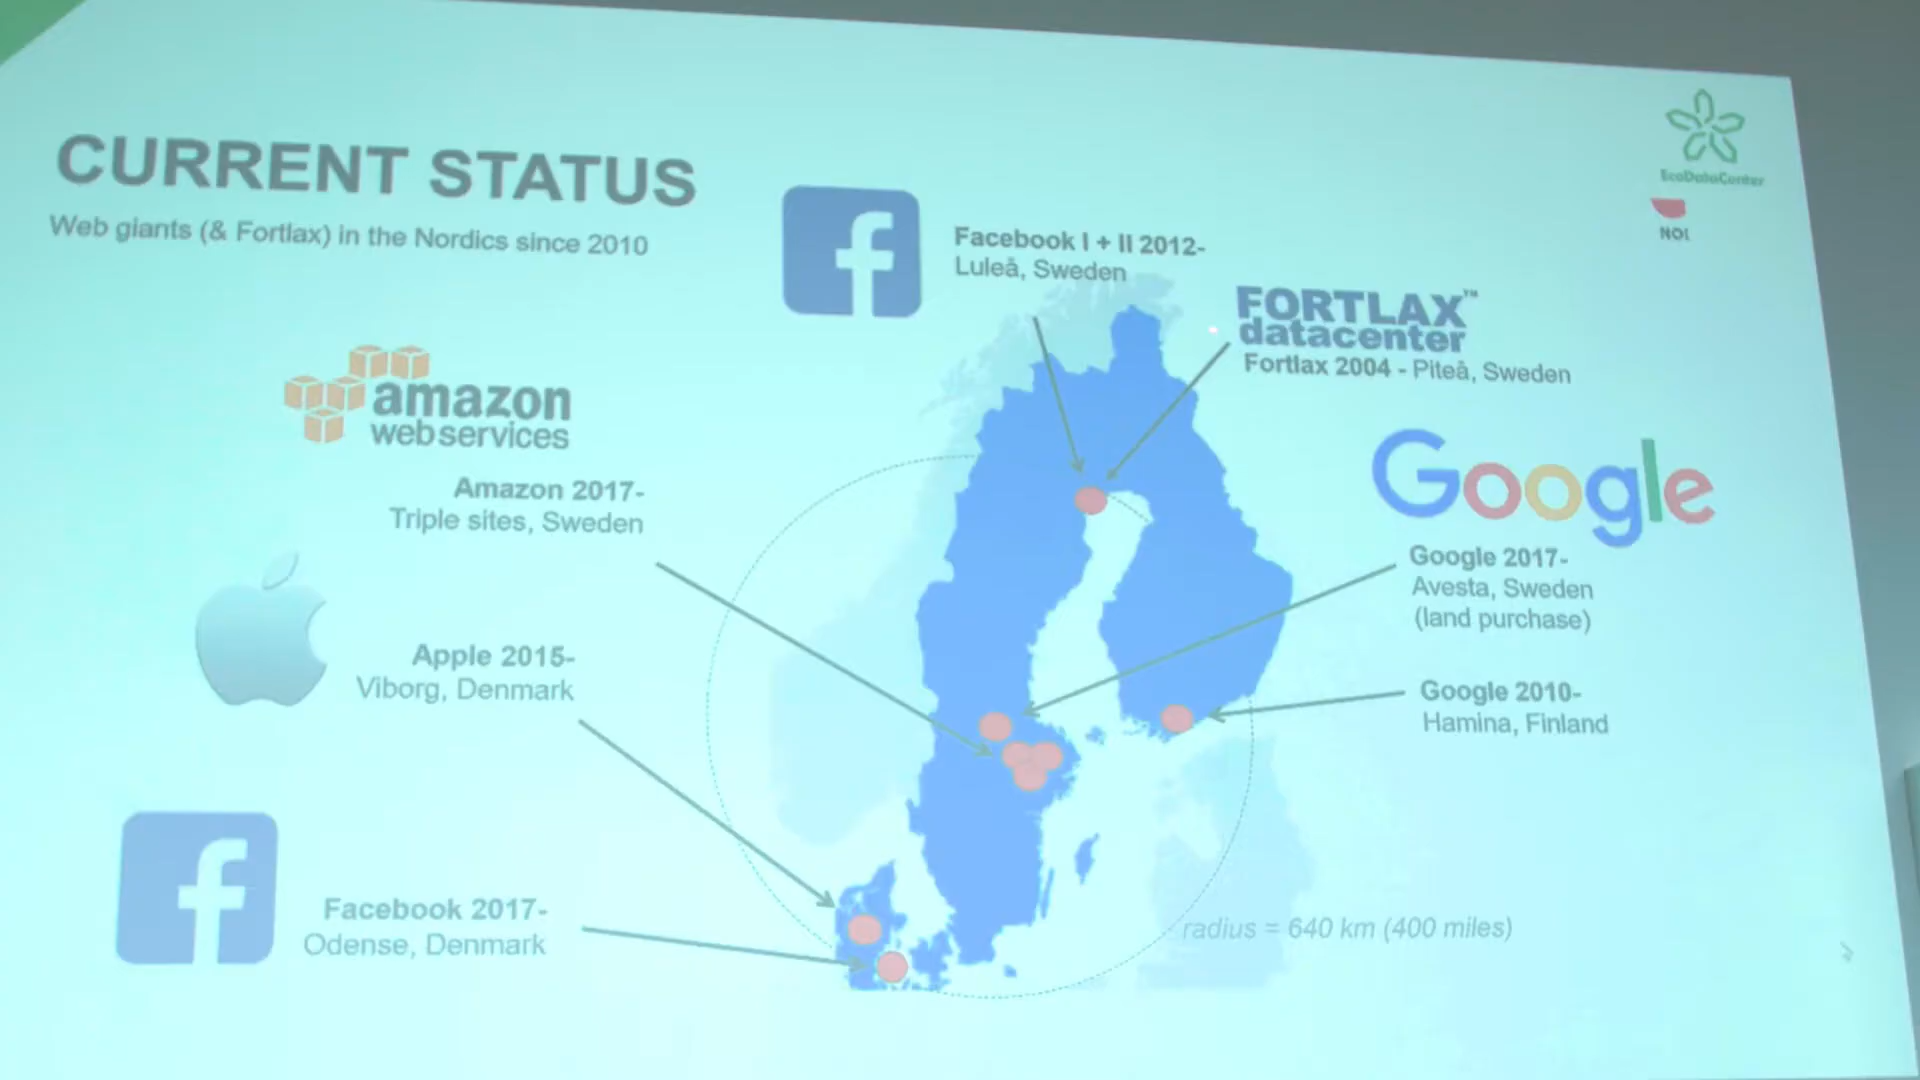 CURRENT STATUS
Web giants (& Fortlax) in the Nordics since 2010
EcoDataCenter
NO!
Facebook I + II 2012-
Luleå, Sweden
FORTLAX™
datacenter
Fortlax 2004 - Piteå, Sweden
amazon
webservices
Amazon 2017-
Triple sites, Sweden
Google
Google 2017-
Avesta, Sweden
(land purchase)
Apple 2015-
Viborg, Denmark
Google 2010-
Hamina, Finland
Facebook 2017-
Odense, Denmark
radius = 640 km (400 miles)